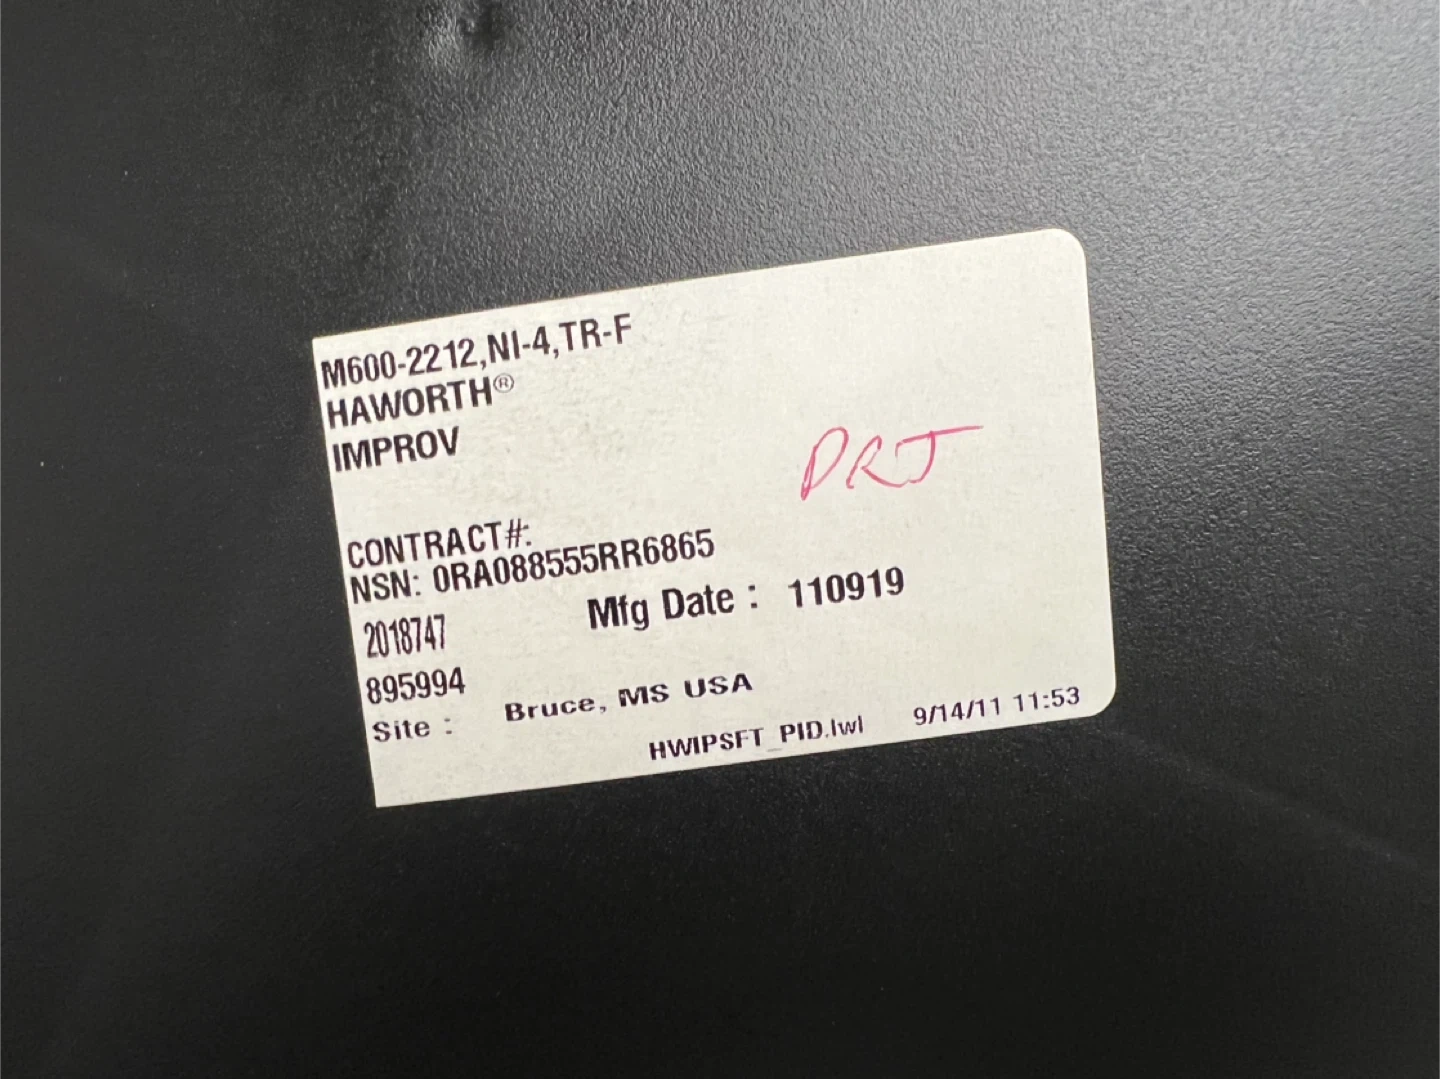 M600-2212,NI-4,TR-F
HAWORTH®
IMPROV
DRJ
CONTRACT#:
NSN: 0RA088555RR6865
Mfg Date : 110919
2018747
895994
Site : Bruce, MS USA
HWIPSFT_PID.lwl 9/14/11 11:53